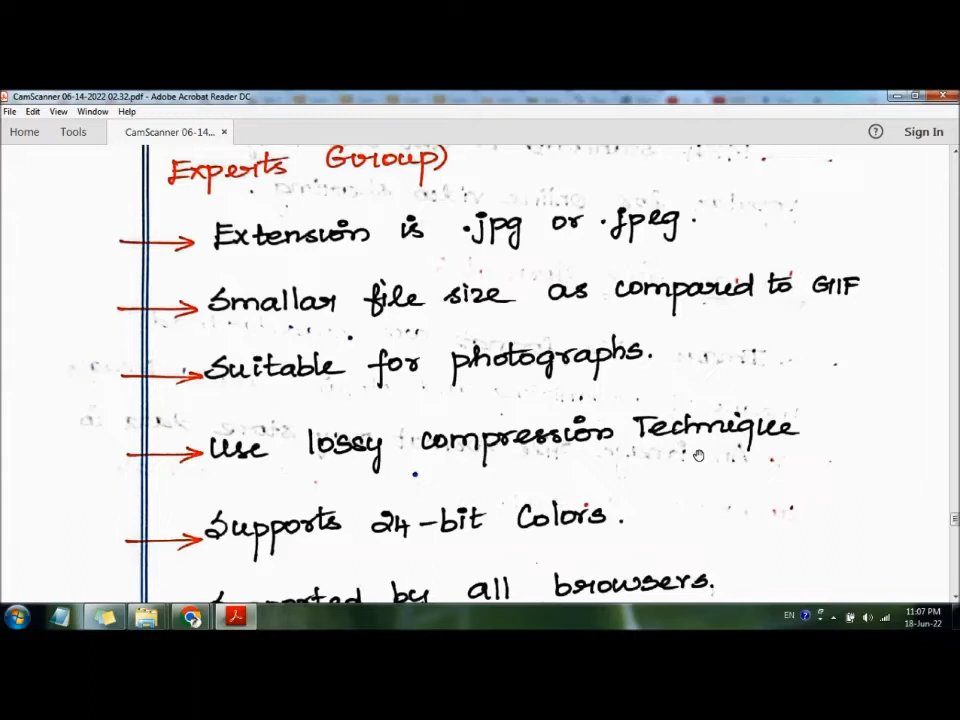 CamScanner 06-14-2022 02.32.pdf - Adobe Acrobat Reader DC
File Edit View Window Help
Home Tools CamScanner 06-14... × ? Sign In
Experts Group)
Extension is .jpg or .jpeg.
Smallar file size as compared to GIF
Suitable for photographs.
Use lossy compression Technique
Supports 24-bit Colors.
Supported by all browsers.
EN
11:07 PM
18-Jun-22